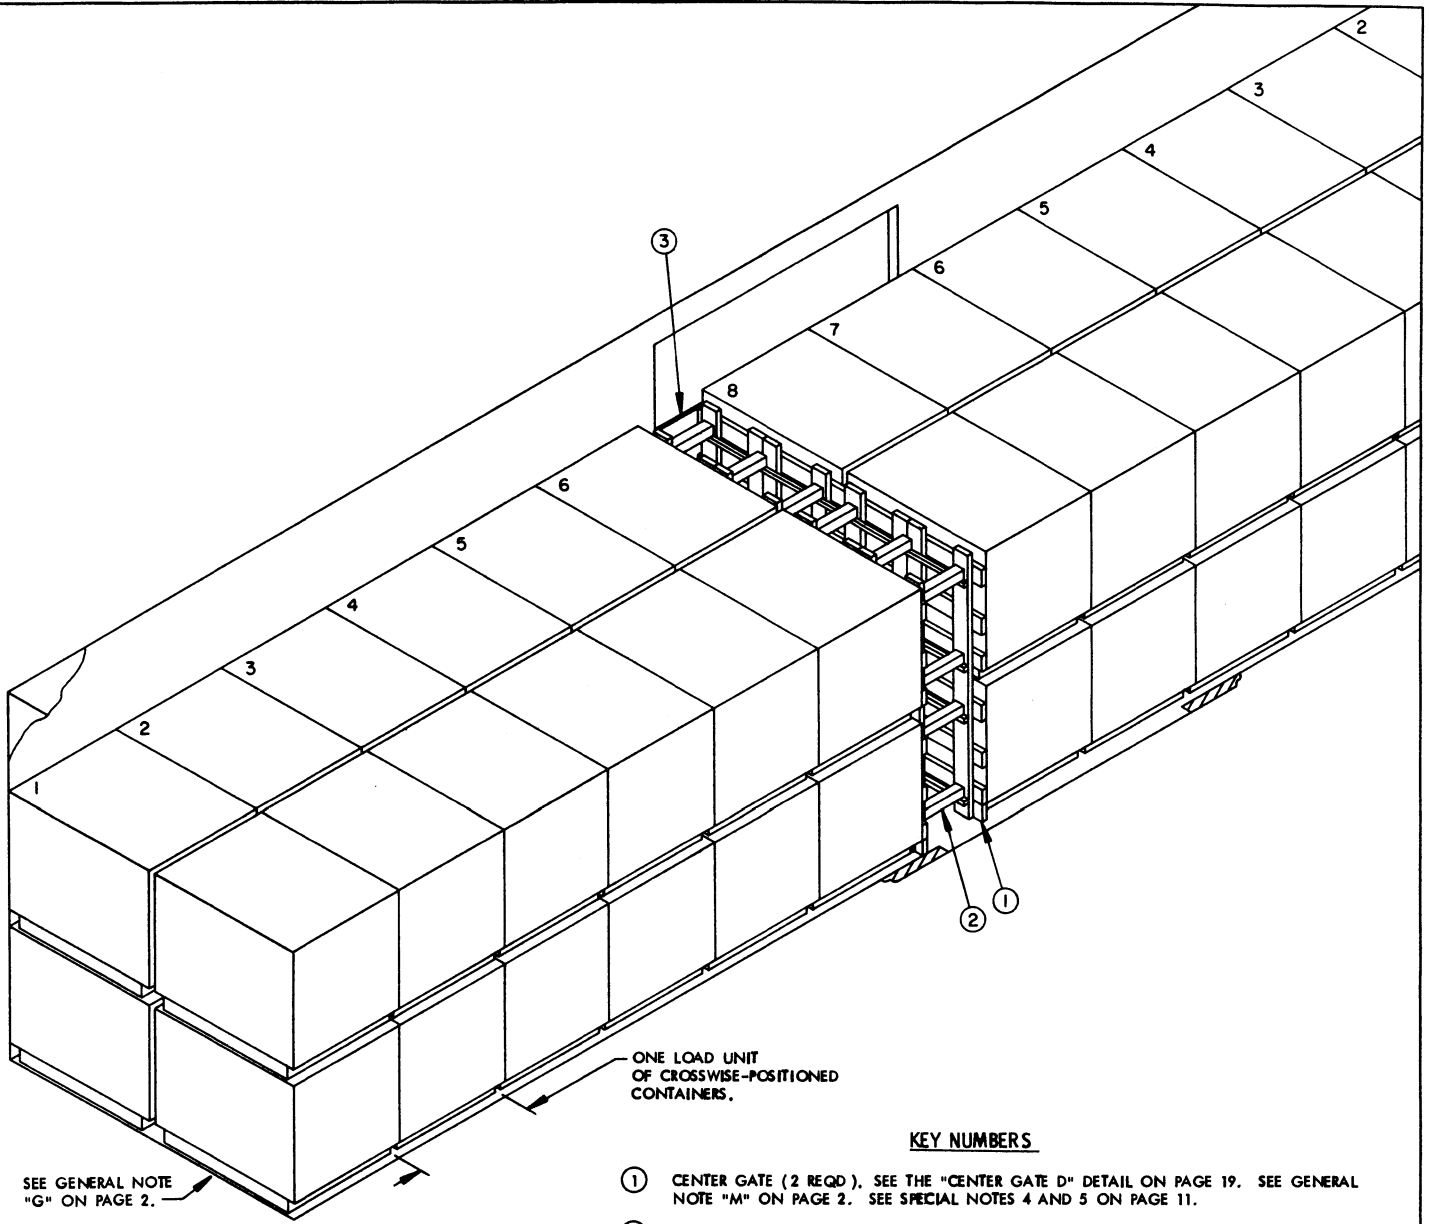 2
3
4
5
6
7
8
3
6
5
4
3
2
1
2
1
ONE LOAD UNIT
OF CROSSWISE-POSITIONED
CONTAINERS.
SEE GENERAL NOTE
"G" ON PAGE 2.
KEY NUMBERS
1 CENTER GATE (2 REQD). SEE THE "CENTER GATE D" DETAIL ON PAGE 19. SEE GENERAL
NOTE "M" ON PAGE 2. SEE SPECIAL NOTES 4 AND 5 ON PAGE 11.